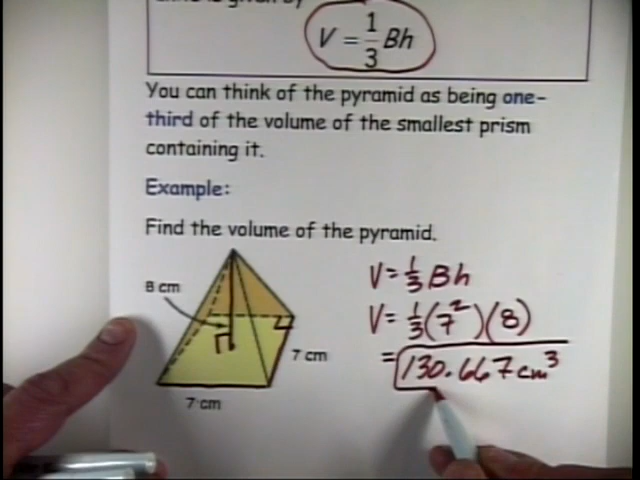 V = 1/3 Bh
You can think of the pyramid as being one-
third of the volume of the smallest prism
containing it.
Example:
Find the volume of the pyramid.
8 cm
7 cm
7 cm
V = 1/3 Bh
V = 1/3 (7²)(8)
= 130.667 cm³